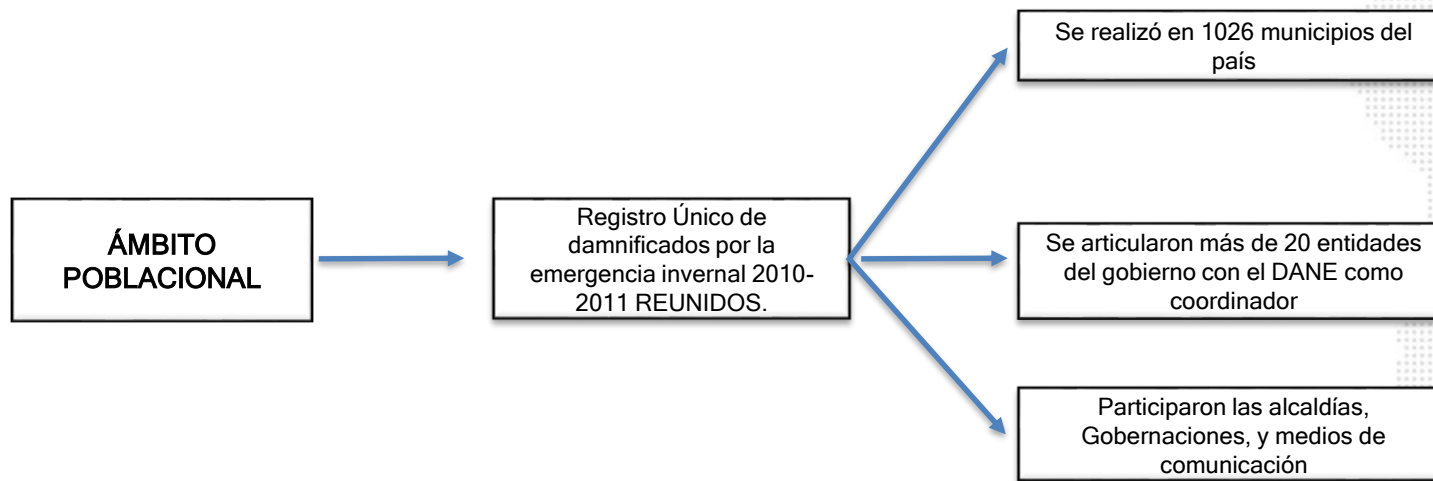 ÁMBITO
POBLACIONAL
Registro Único de
damnificados por la
emergencia invernal 2010-
2011 REUNIDOS.
Se realizó en 1026 municipios del
país
Se articularon más de 20 entidades
del gobierno con el DANE como
coordinador
Participaron las alcaldías,
Gobernaciones, y medios de
comunicación